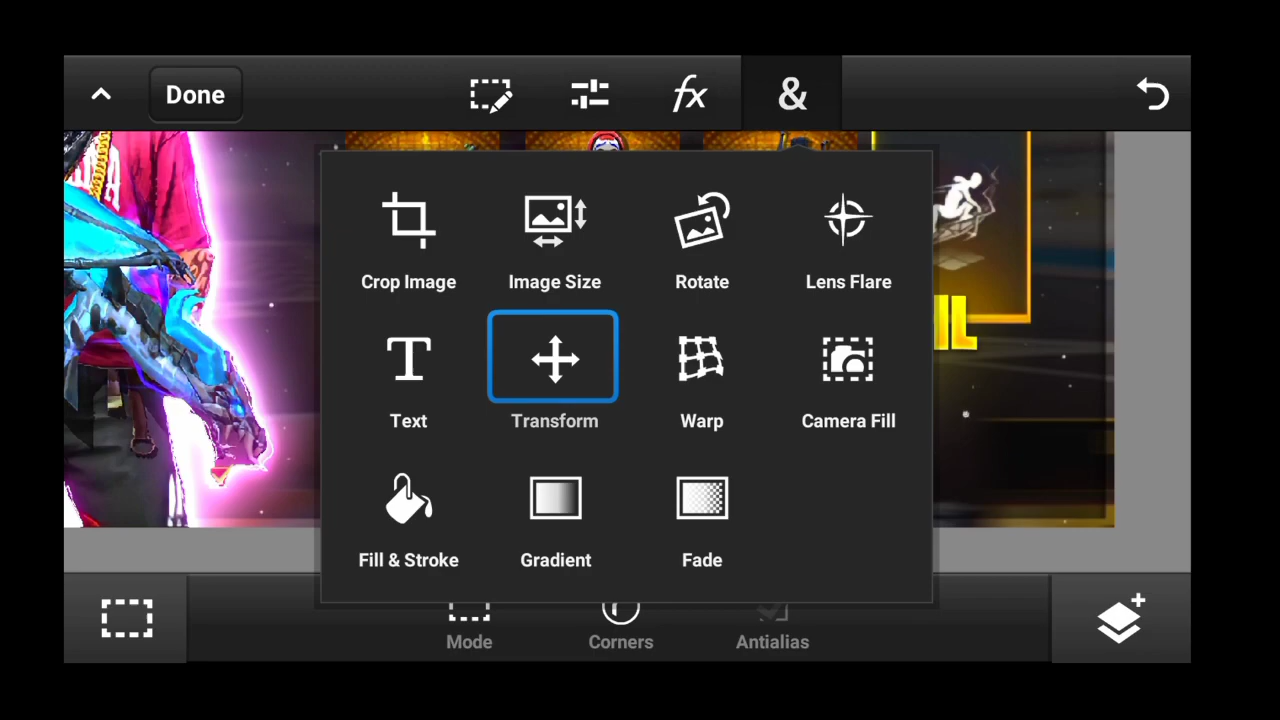 Done
fx
&
Crop Image
Image Size
Rotate
Lens Flare
T
Text
Transform
Warp
Camera Fill
Fill & Stroke
Gradient
Fade
Mode
Corners
Antialias